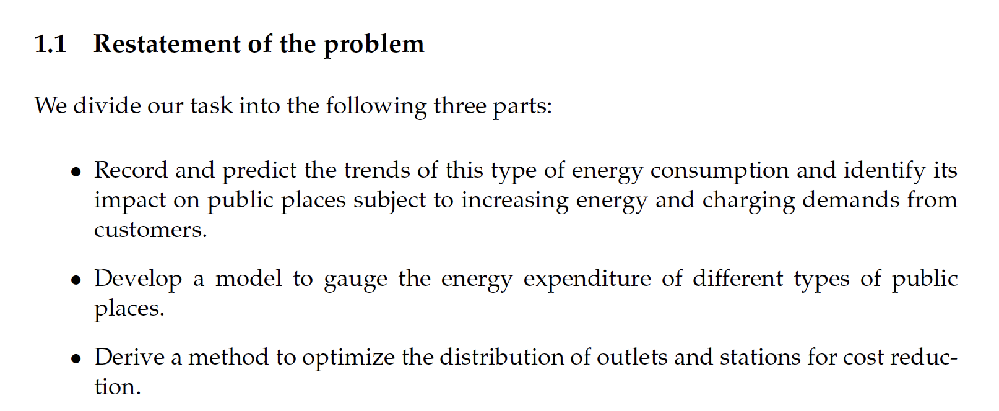 1.1 Restatement of the problem
We divide our task into the following three parts:
• Record and predict the trends of this type of energy consumption and identify its
impact on public places subject to increasing energy and charging demands from
customers.
• Develop a model to gauge the energy expenditure of different types of public
places.
• Derive a method to optimize the distribution of outlets and stations for cost reduc-
tion.